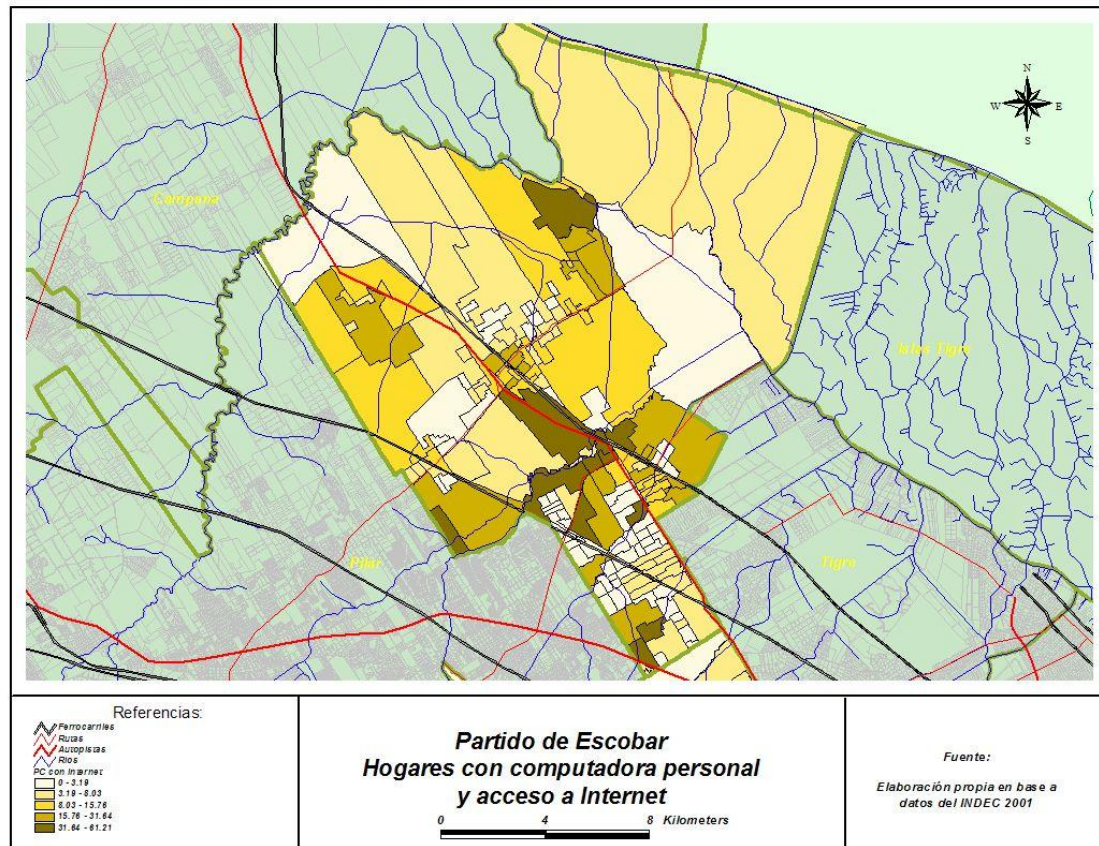 N
W E
S
Campana
Islas Tigre
Pilar
Tigre
Referencias:
Ferrocarriles
Rutas
Autopistas
Rios
PC con Internet
0 - 3.19
3.19 - 8.03
8.03 - 15.76
15.76 - 31.64
31.64 - 61.21
Partido de Escobar
Hogares con computadora personal
y acceso a Internet
0 4 8 Kilometers
Fuente:
Elaboración propia en base a
datos del INDEC 2001